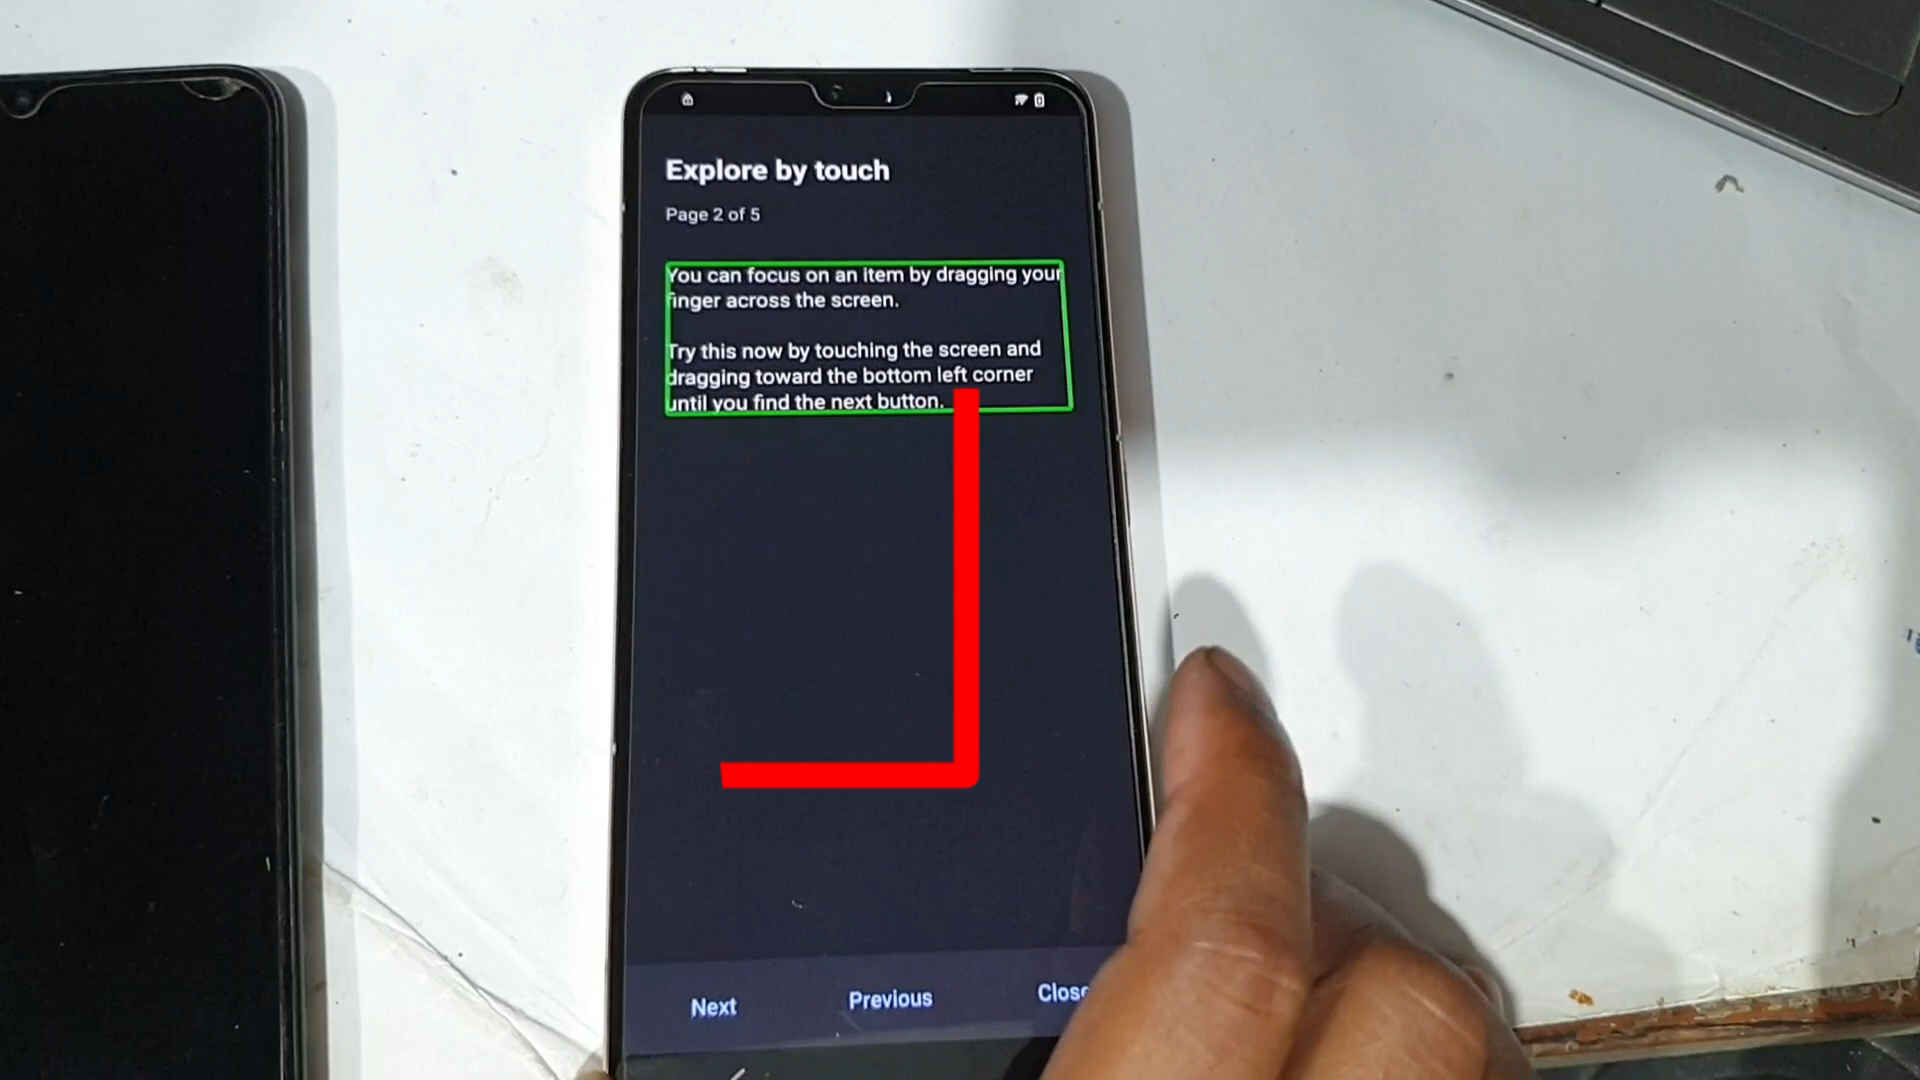 Explore by touch
Page 2 of 5
You can focus on an item by dragging your
finger across the screen.
Try this now by touching the screen and
dragging toward the bottom left corner
until you find the next button.
Next
Previous
Close